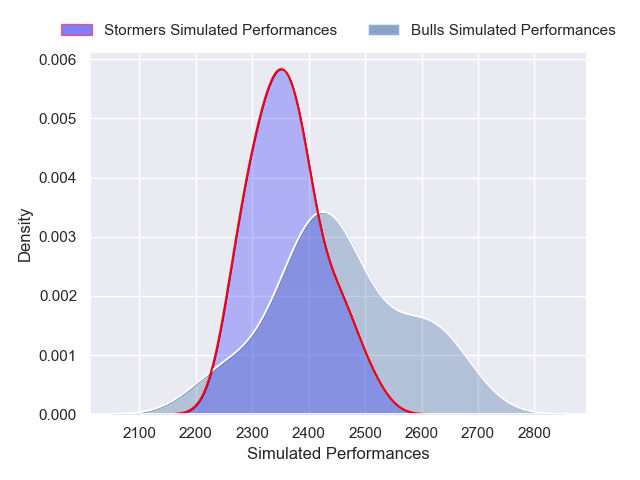 Stormers Simulated Performances Bulls Simulated Performances
0.006
0.005
0.004
0.003
0.002
0.001
0.000
Density
2100 2200 2300 2400 2500 2600 2700 2800
Simulated Performances